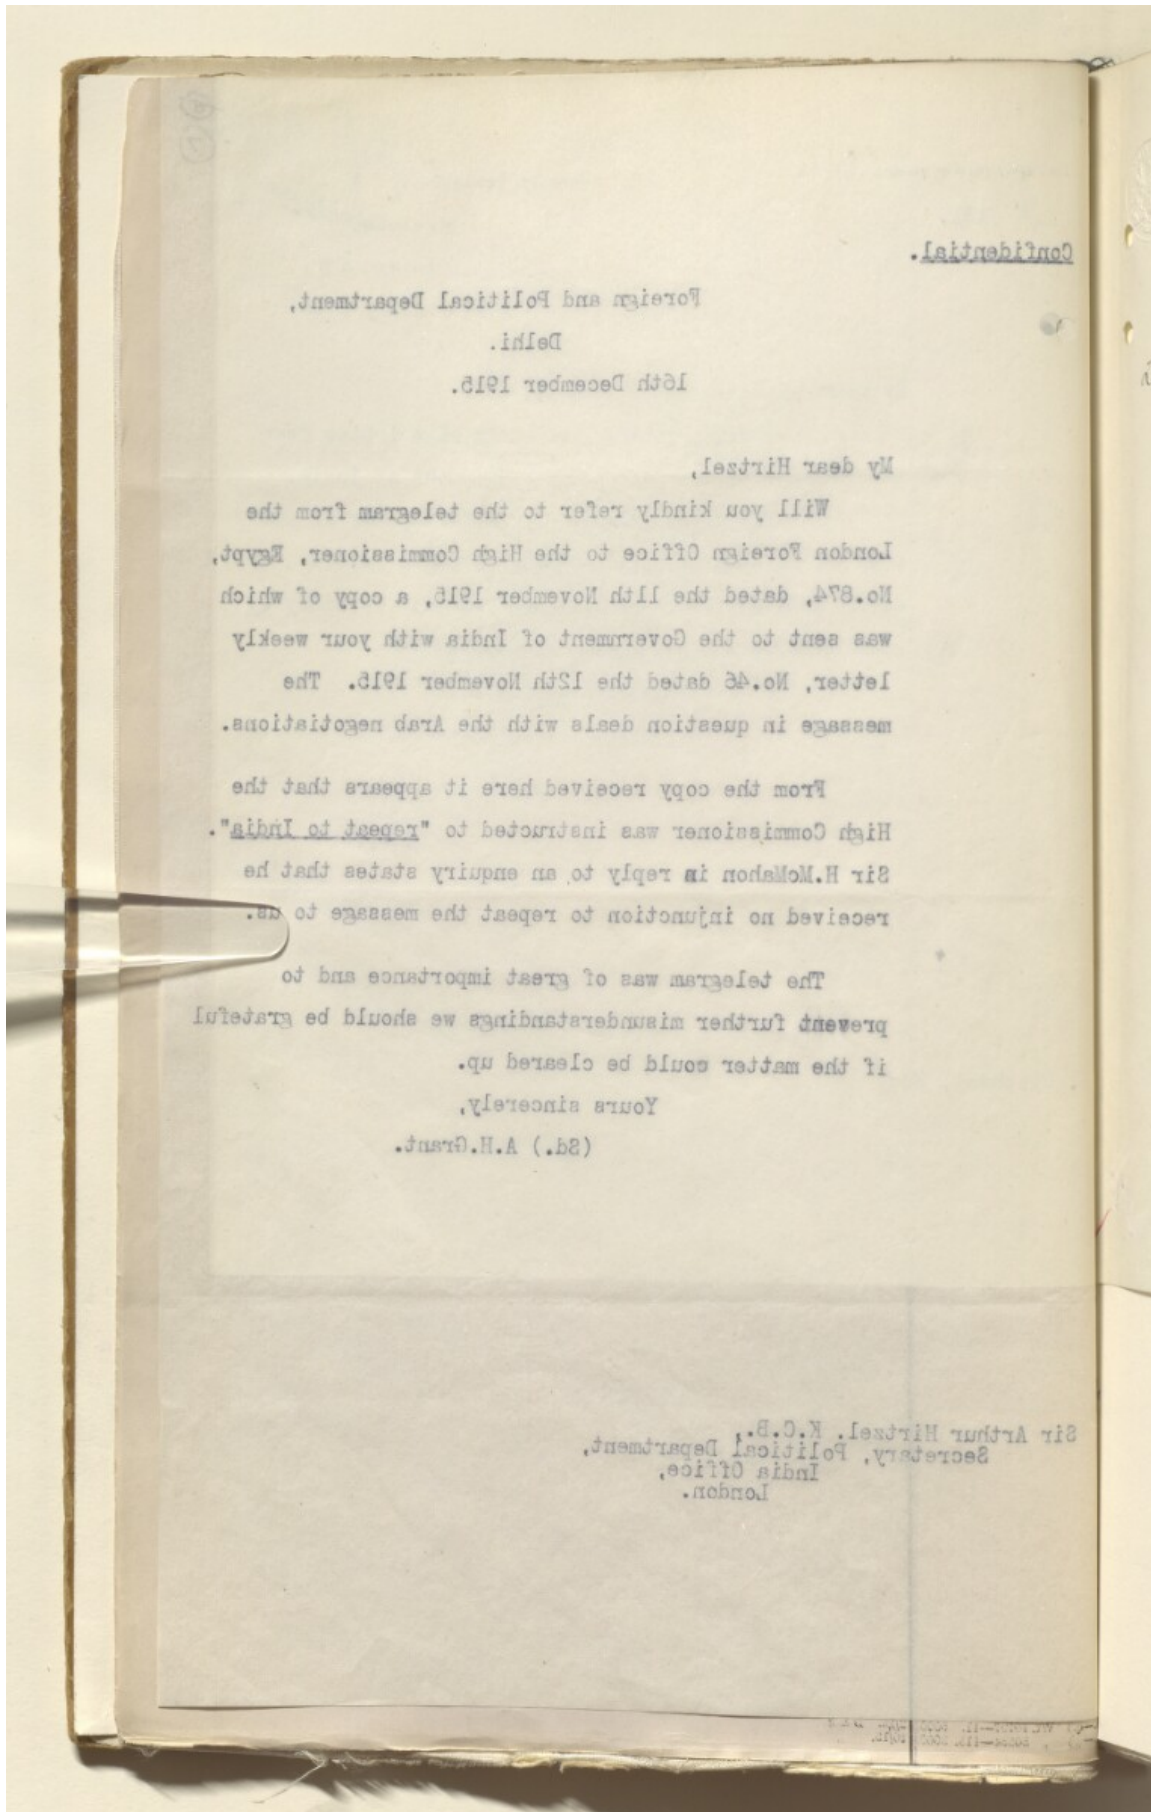 Confidential.
Foreign and Political Department,
Delhi.
16th December 1915.
My dear Hirtzel,
Will you kindly refer to the telegram from the
London Foreign Office to the High Commissioner, Egypt,
No.874, dated the 11th November 1915, a copy of which
was sent to the Government of India with your weekly
letter, No.46 dated the 12th November 1915. The
message in question deals with the Arab negotiations.
From the copy received here it appears that the
High Commissioner was instructed to "repeat to India".
Sir H.McMahon in reply to an enquiry states that he
received no injunction to repeat the message to us.
The telegram was of great importance and to
prevent further misunderstandings we should be grateful
if the matter could be cleared up.
Yours sincerely,
(Sd.) A.H.Grant.
Sir Arthur Hirtzel. K.C.B.,
Secretary, Political Department,
India Office,
London.